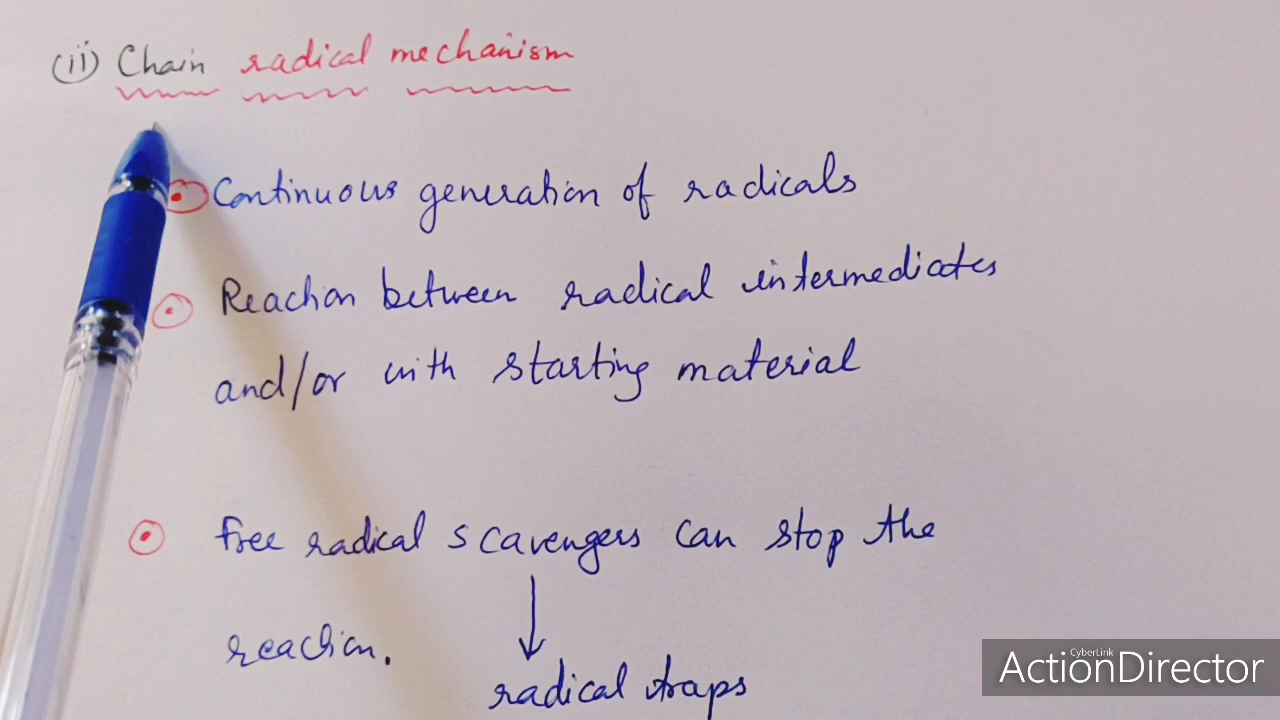 (ii) Chain radical mechanism
Continuous generation of radicals
Reaction between radical intermediates
and/or with starting material
free radical scavengers can stop the
reaction.
radical traps
CyberLink
ActionDirector